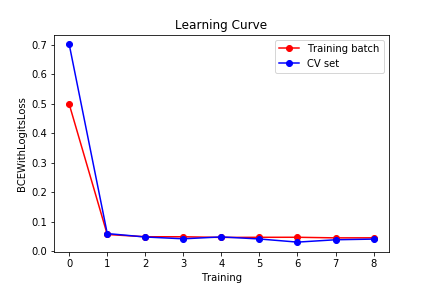 Learning Curve
0.7
0.6
0.5
0.4
0.3
0.2
0.1
0.0
BCEWithLogitsLoss
Training batch
CV set
0 1 2 3 4 5 6 7 8
Training